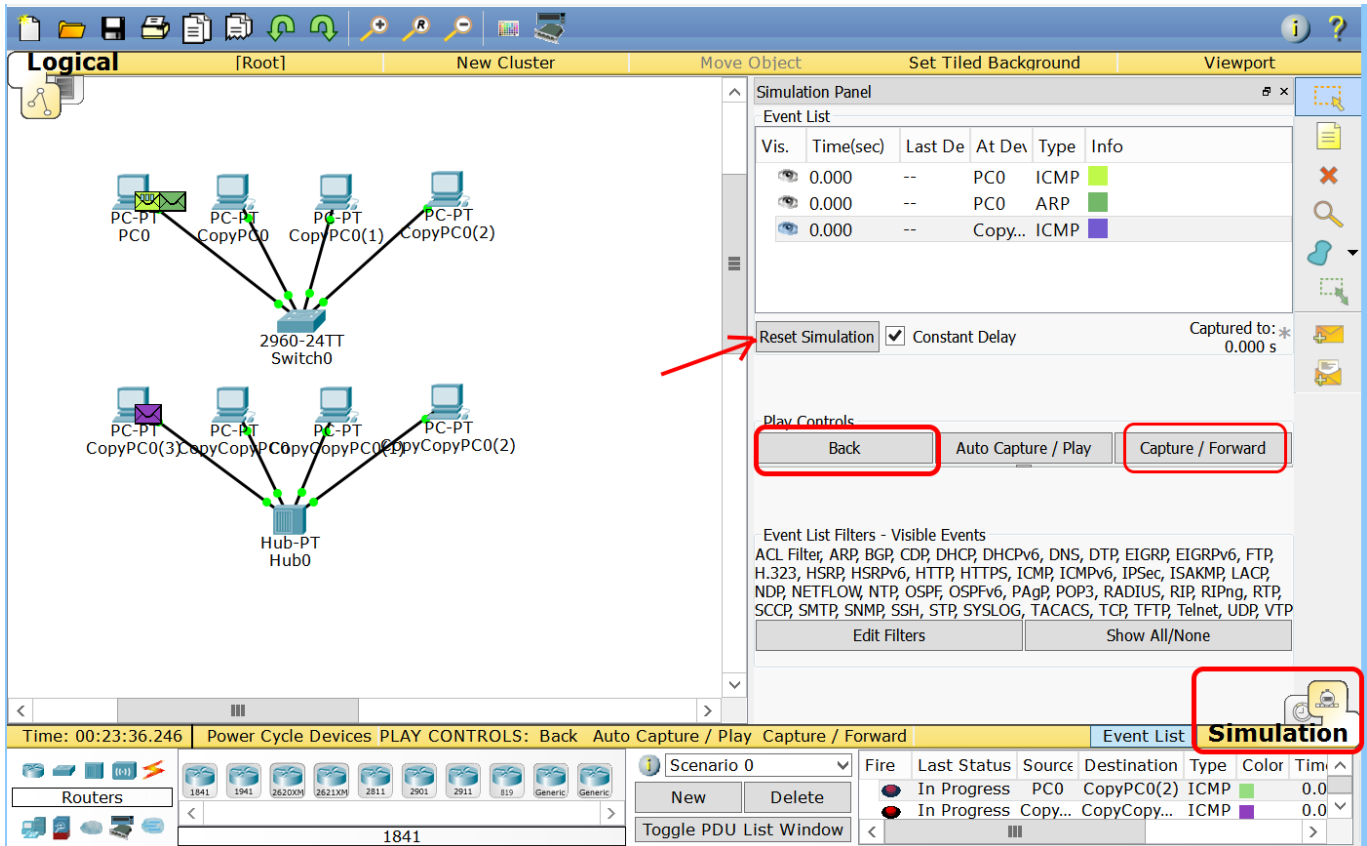 Logical [Root] New Cluster Move Object Set Tiled Background Viewport
Simulation Panel
Event List
Vis. Time(sec) Last De At Dev Type Info
0.000 -- PC0 ICMP
0.000 -- PC0 ARP
0.000 -- Copy... ICMP
PC-PT PC-PT PC-PT PC-PT
PC0 CopyPC0 CopyPC0(1) CopyPC0(2)
2960-24TT
Switch0
Reset Simulation Constant Delay Captured to:
0.000 s
PC-PT PC-PT PC-PT PC-PT
CopyPC0(3) CopyCopyPC0 CopyCopyPC0(1) CopyCopyPC0(2)
Hub-PT
Hub0
Play Controls
Back Auto Capture / Play Capture / Forward
Event List Filters - Visible Events
ACL Filter, ARP, BGP, CDP, DHCP, DHCPv6, DNS, DTP, EIGRP, EIGRPv6, FTP,
H.323, HSRP, HSRPv6, HTTP, HTTPS, ICMP, ICMPv6, IPSec, ISAKMP, LACP,
NDP, NETFLOW, NTP, OSPF, OSPFv6, PAgP, POP3, RADIUS, RIP, RIPng, RTP,
SCCP, SMTP, SNMP, SSH, STP, SYSLOG, TACACS, TCP, TFTP, Telnet, UDP, VTP
Edit Filters Show All/None
Time: 00:23:36.246 Power Cycle Devices PLAY CONTROLS: Back Auto Capture / Play Capture / Forward Event List Simulation
Routers
1841 1941 2620XM 2621XM 2811 2901 2911 819 Generic Generic
1841
Scenario 0
New Delete
Toggle PDU List Window
Fire Last Status Source Destination Type Color Tim
In Progress PC0 CopyPC0(2) ICMP 0.0
In Progress Copy... CopyCopy... ICMP 0.0